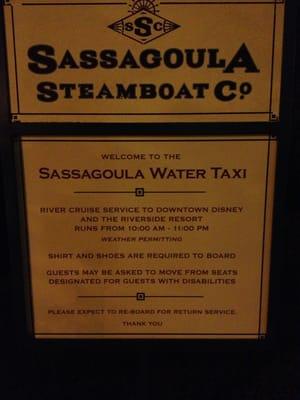 SSC
SASSAGOULA
STEAMBOAT CO
WELCOME TO THE
SASSAGOULA WATER TAXI
RIVER CRUISE SERVICE TO DOWNTOWN DISNEY
AND THE RIVERSIDE RESORT
RUNS FROM 10:00 AM - 11:00 PM
WEATHER PERMITTING
SHIRT AND SHOES ARE REQUIRED TO BOARD
GUESTS MAY BE ASKED TO MOVE FROM SEATS
DESIGNATED FOR GUESTS WITH DISABILITIES
PLEASE EXPECT TO RE-BOARD FOR RETURN SERVICE.
THANK YOU